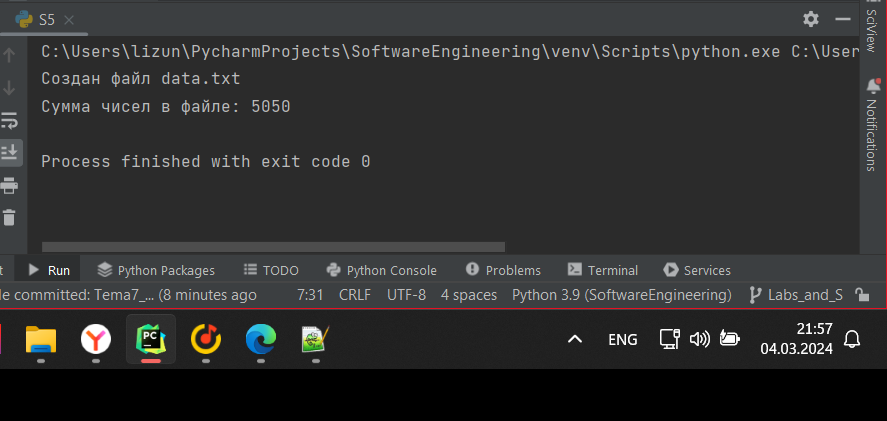 S5
C:\Users\lizun\PycharmProjects\SoftwareEngineering\venv\Scripts\python.exe C:\User
Создан файл data.txt
Сумма чисел в файле: 5050
Process finished with exit code 0
SciView
Notifications
t Run Python Packages TODO Python Console Problems Terminal Services
le committed: Tema7_... (8 minutes ago 7:31 CRLF UTF-8 4 spaces Python 3.9 (SoftwareEngineering) Labs_and_S
PC ENG 21:57
04.03.2024